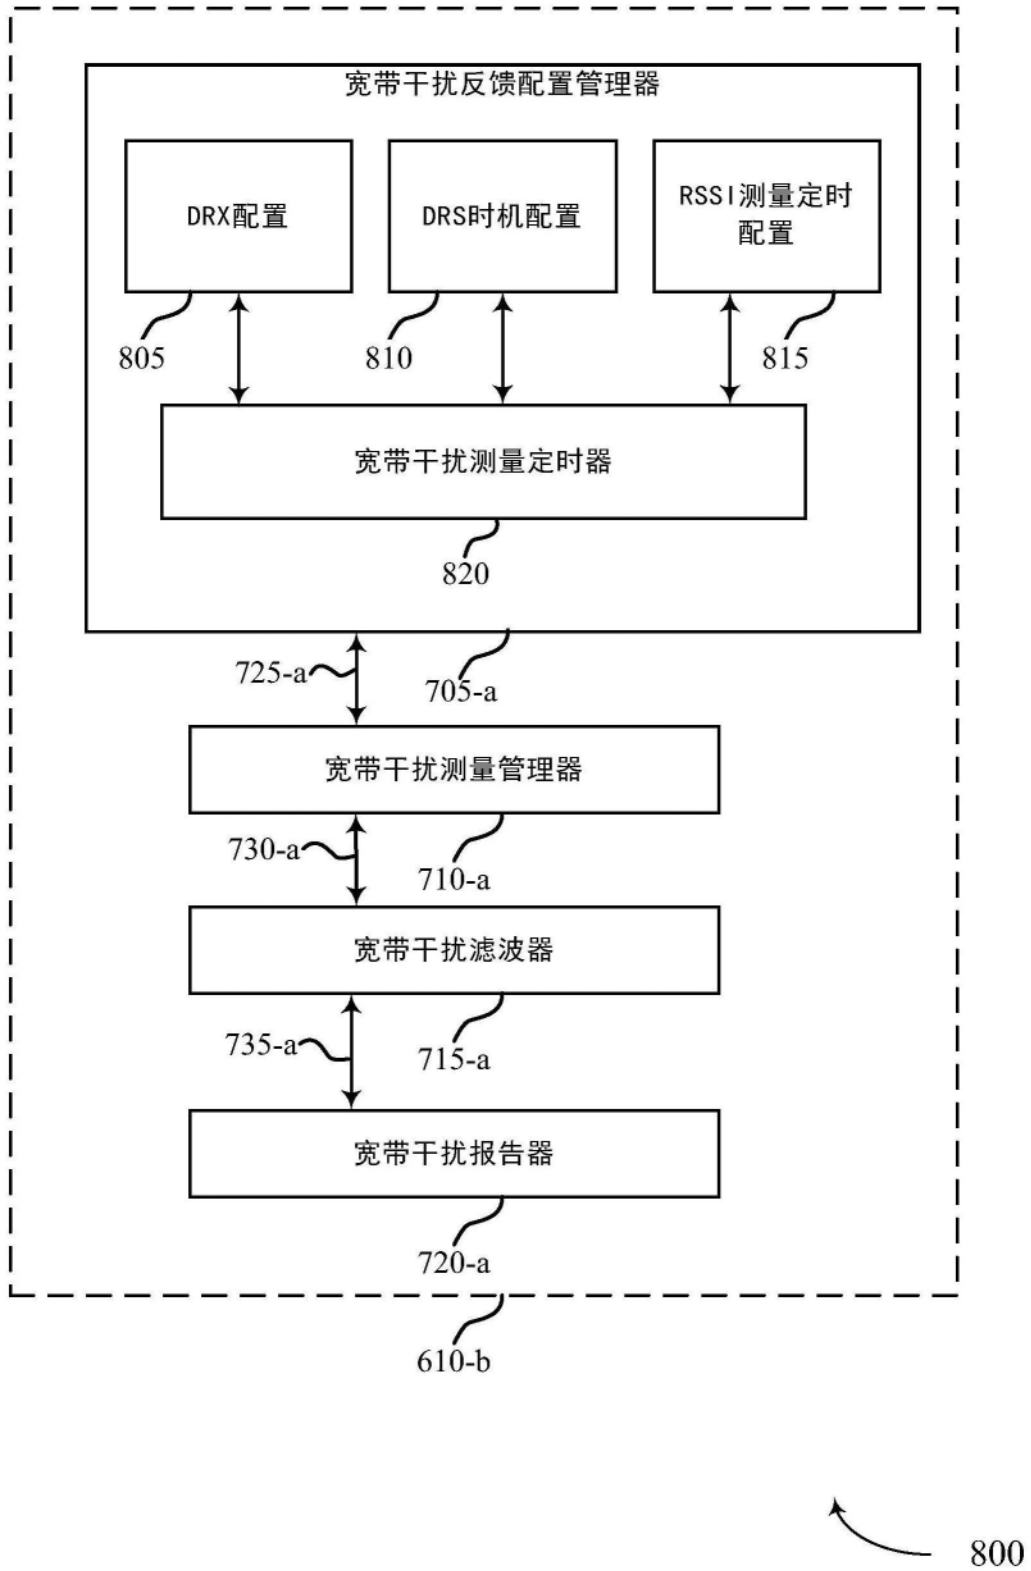 宽带干扰反馈配置管理器
DRX配置
DRS时机配置
RSSI测量定时
配置
805
810
815
宽带干扰测量定时器
820
725-a
705-a
宽带干扰测量管理器
730-a
710-a
宽带干扰滤波器
735-a
715-a
宽带干扰报告器
720-a
610-b
800